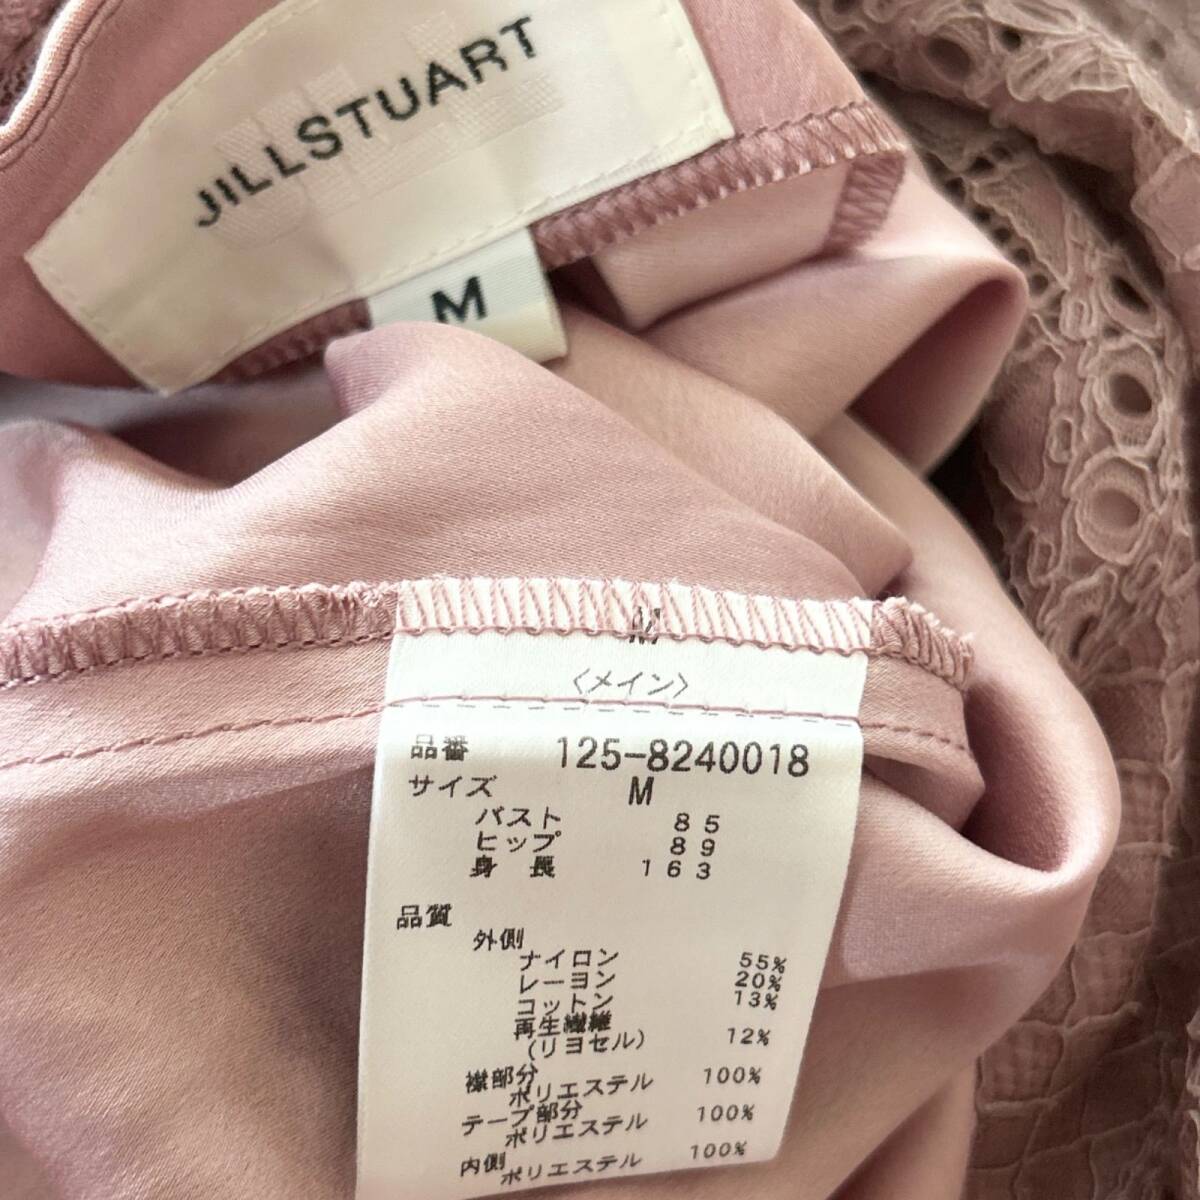 JILLSTUART
M
M
〈メイン〉
品番 125-8240018
サイズ M
バスト 85
ヒップ 89
身長 163
品質
外側
ナイロン 55%
レーヨン 20%
コットン 13%
再生繊維
(リヨセル) 12%
襟部分
ポリエステル 100%
テープ部分
ポリエステル 100%
内側
ポリエステル 100%